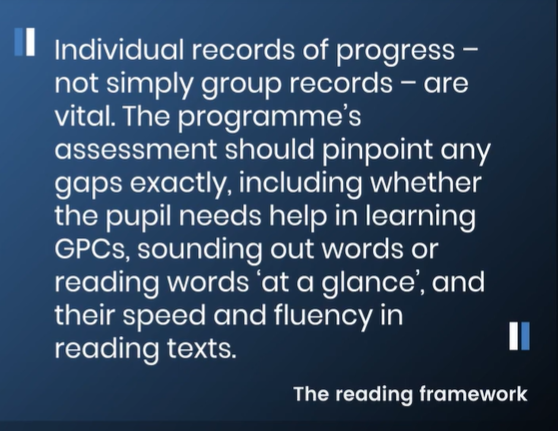 Individual records of progress –
not simply group records – are
vital. The programme’s
assessment should pinpoint any
gaps exactly, including whether
the pupil needs help in learning
GPCs, sounding out words or
reading words ‘at a glance’, and
their speed and fluency in
reading texts.
The reading framework